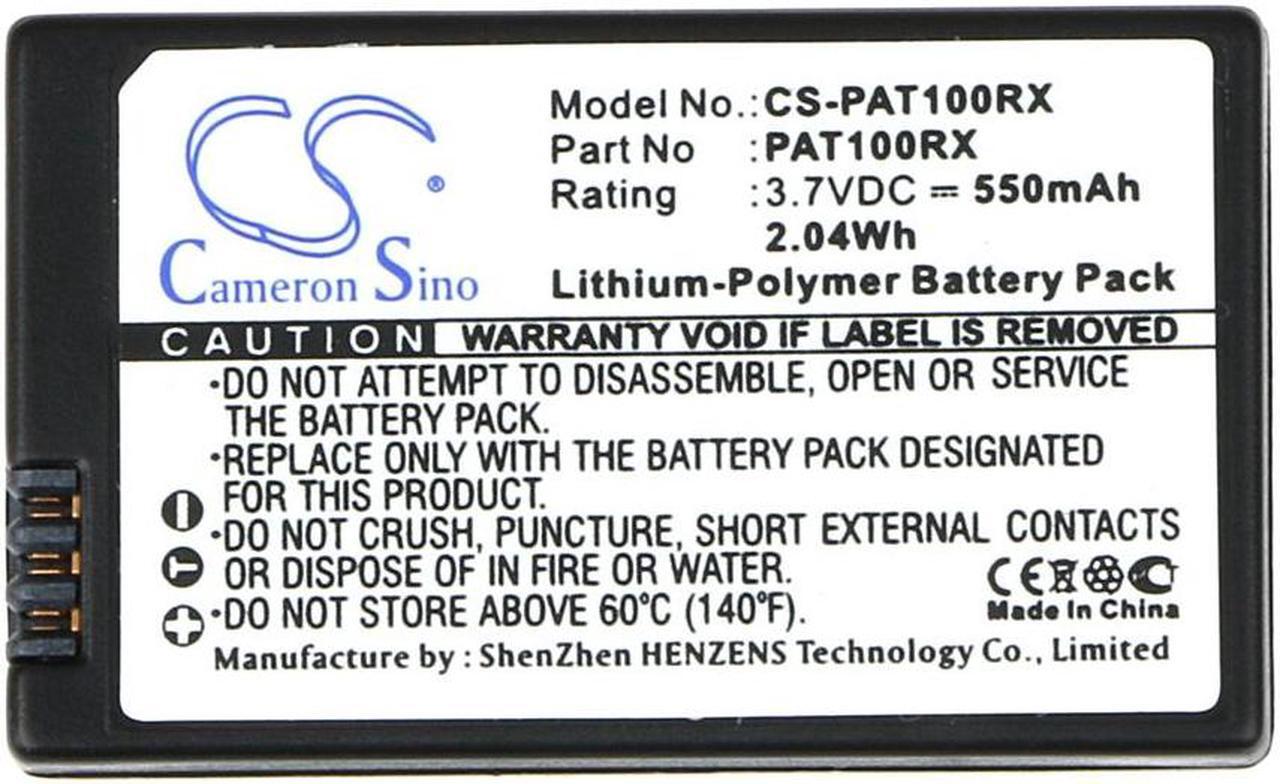 CS®
Cameron Sino
Model No.:CS-PAT100RX
Part No :PAT100RX
Rating :3.7VDC ⎓ 550mAh
2.04Wh
Lithium-Polymer Battery Pack
CAUTION WARRANTY VOID IF LABEL IS REMOVED
•DO NOT ATTEMPT TO DISASSEMBLE, OPEN OR SERVICE
THE BATTERY PACK.
•REPLACE ONLY WITH THE BATTERY PACK DESIGNATED
FOR THIS PRODUCT.
•DO NOT CRUSH, PUNCTURE, SHORT EXTERNAL CONTACTS
OR DISPOSE OF IN FIRE OR WATER.
•DO NOT STORE ABOVE 60°C (140°F).
T
CE
Made In China
Manufacture by : ShenZhen HENZENS Technology Co., Limited